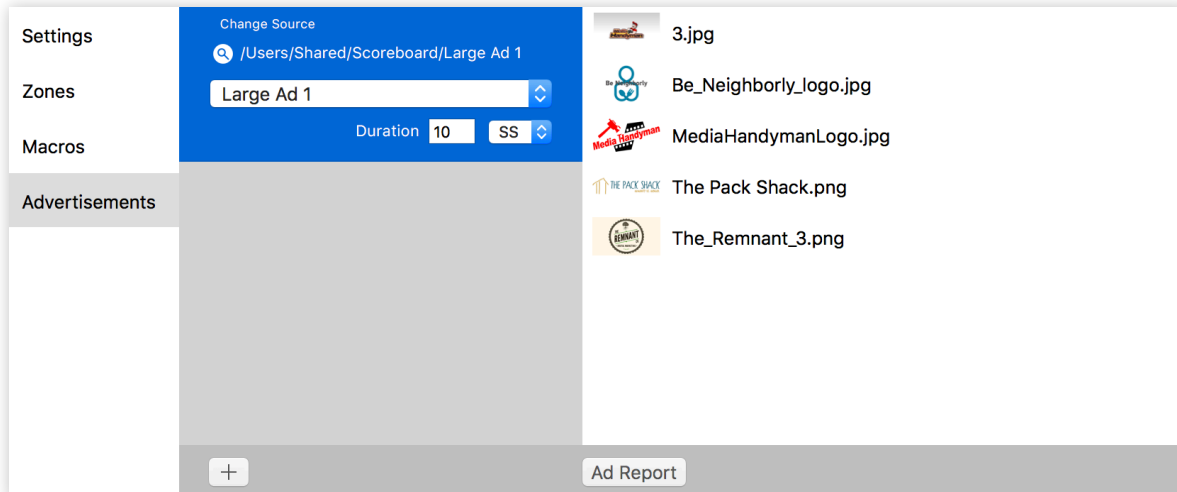 Settings
Zones
Macros
Advertisements
Change Source
/Users/Shared/Scoreboard/Large Ad 1
Large Ad 1
Duration 10 SS
3.jpg
Be Neighborly
Be_Neighborly_logo.jpg
Media Handyman
MediaHandymanLogo.jpg
THE PACK SHACK
The Pack Shack.png
REMNANT
The_Remnant_3.png
+
Ad Report